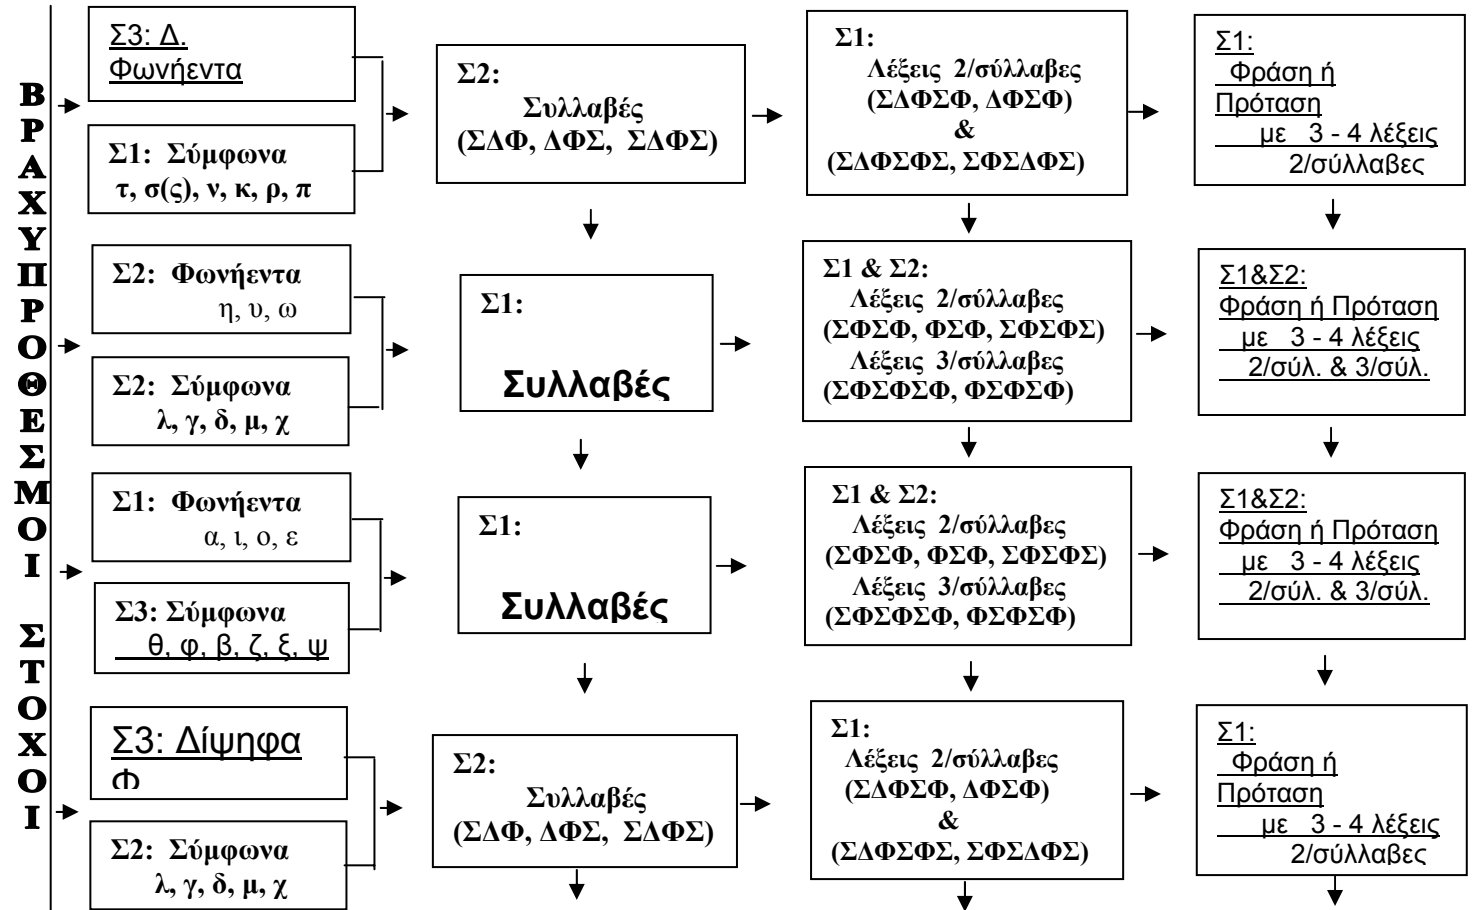 ΒΡΑΧΥΠΡΟΘΕΣΜΟΙ ΣΤΟΧΟΙ
Σ3: Δ.
Φωνήεντα
Σ1: Σύμφωνα
τ, σ(ς), ν, κ, ρ, π
Σ2:
Συλλαβές
(ΣΔΦ, ΔΦΣ, ΣΔΦΣ)
Σ1:
Λέξεις 2/σύλλαβες
(ΣΔΦΣΦ, ΔΦΣΦ)
&
(ΣΔΦΣΦΣ, ΣΦΣΔΦΣ)
Σ1:
Φράση ή
Πρόταση
με 3 - 4 λέξεις
2/σύλλαβες
Σ2: Φωνήεντα
η, υ, ω
Σ2: Σύμφωνα
λ, γ, δ, μ, χ
Σ1:
Συλλαβές
Σ1 & Σ2:
Λέξεις 2/σύλλαβες
(ΣΦΣΦ, ΦΣΦ, ΣΦΣΦΣ)
Λέξεις 3/σύλλαβες
(ΣΦΣΦΣΦ, ΦΣΦΣΦ)
Σ1&Σ2:
Φράση ή Πρόταση
με 3 - 4 λέξεις
2/σύλ. & 3/σύλ.
Σ1: Φωνήεντα
α, ι, ο, ε
Σ3: Σύμφωνα
θ, φ, β, ζ, ξ, ψ
Σ1:
Συλλαβές
Σ1 & Σ2:
Λέξεις 2/σύλλαβες
(ΣΦΣΦ, ΦΣΦ, ΣΦΣΦΣ)
Λέξεις 3/σύλλαβες
(ΣΦΣΦΣΦ, ΦΣΦΣΦ)
Σ1&Σ2:
Φράση ή Πρόταση
με 3 - 4 λέξεις
2/σύλ. & 3/σύλ.
Σ3: Δίψηφα
Φ
Σ2: Σύμφωνα
λ, γ, δ, μ, χ
Σ2:
Συλλαβές
(ΣΔΦ, ΔΦΣ, ΣΔΦΣ)
Σ1:
Λέξεις 2/σύλλαβες
(ΣΔΦΣΦ, ΔΦΣΦ)
&
(ΣΔΦΣΦΣ, ΣΦΣΔΦΣ)
Σ1:
Φράση ή
Πρόταση
με 3 - 4 λέξεις
2/σύλλαβες